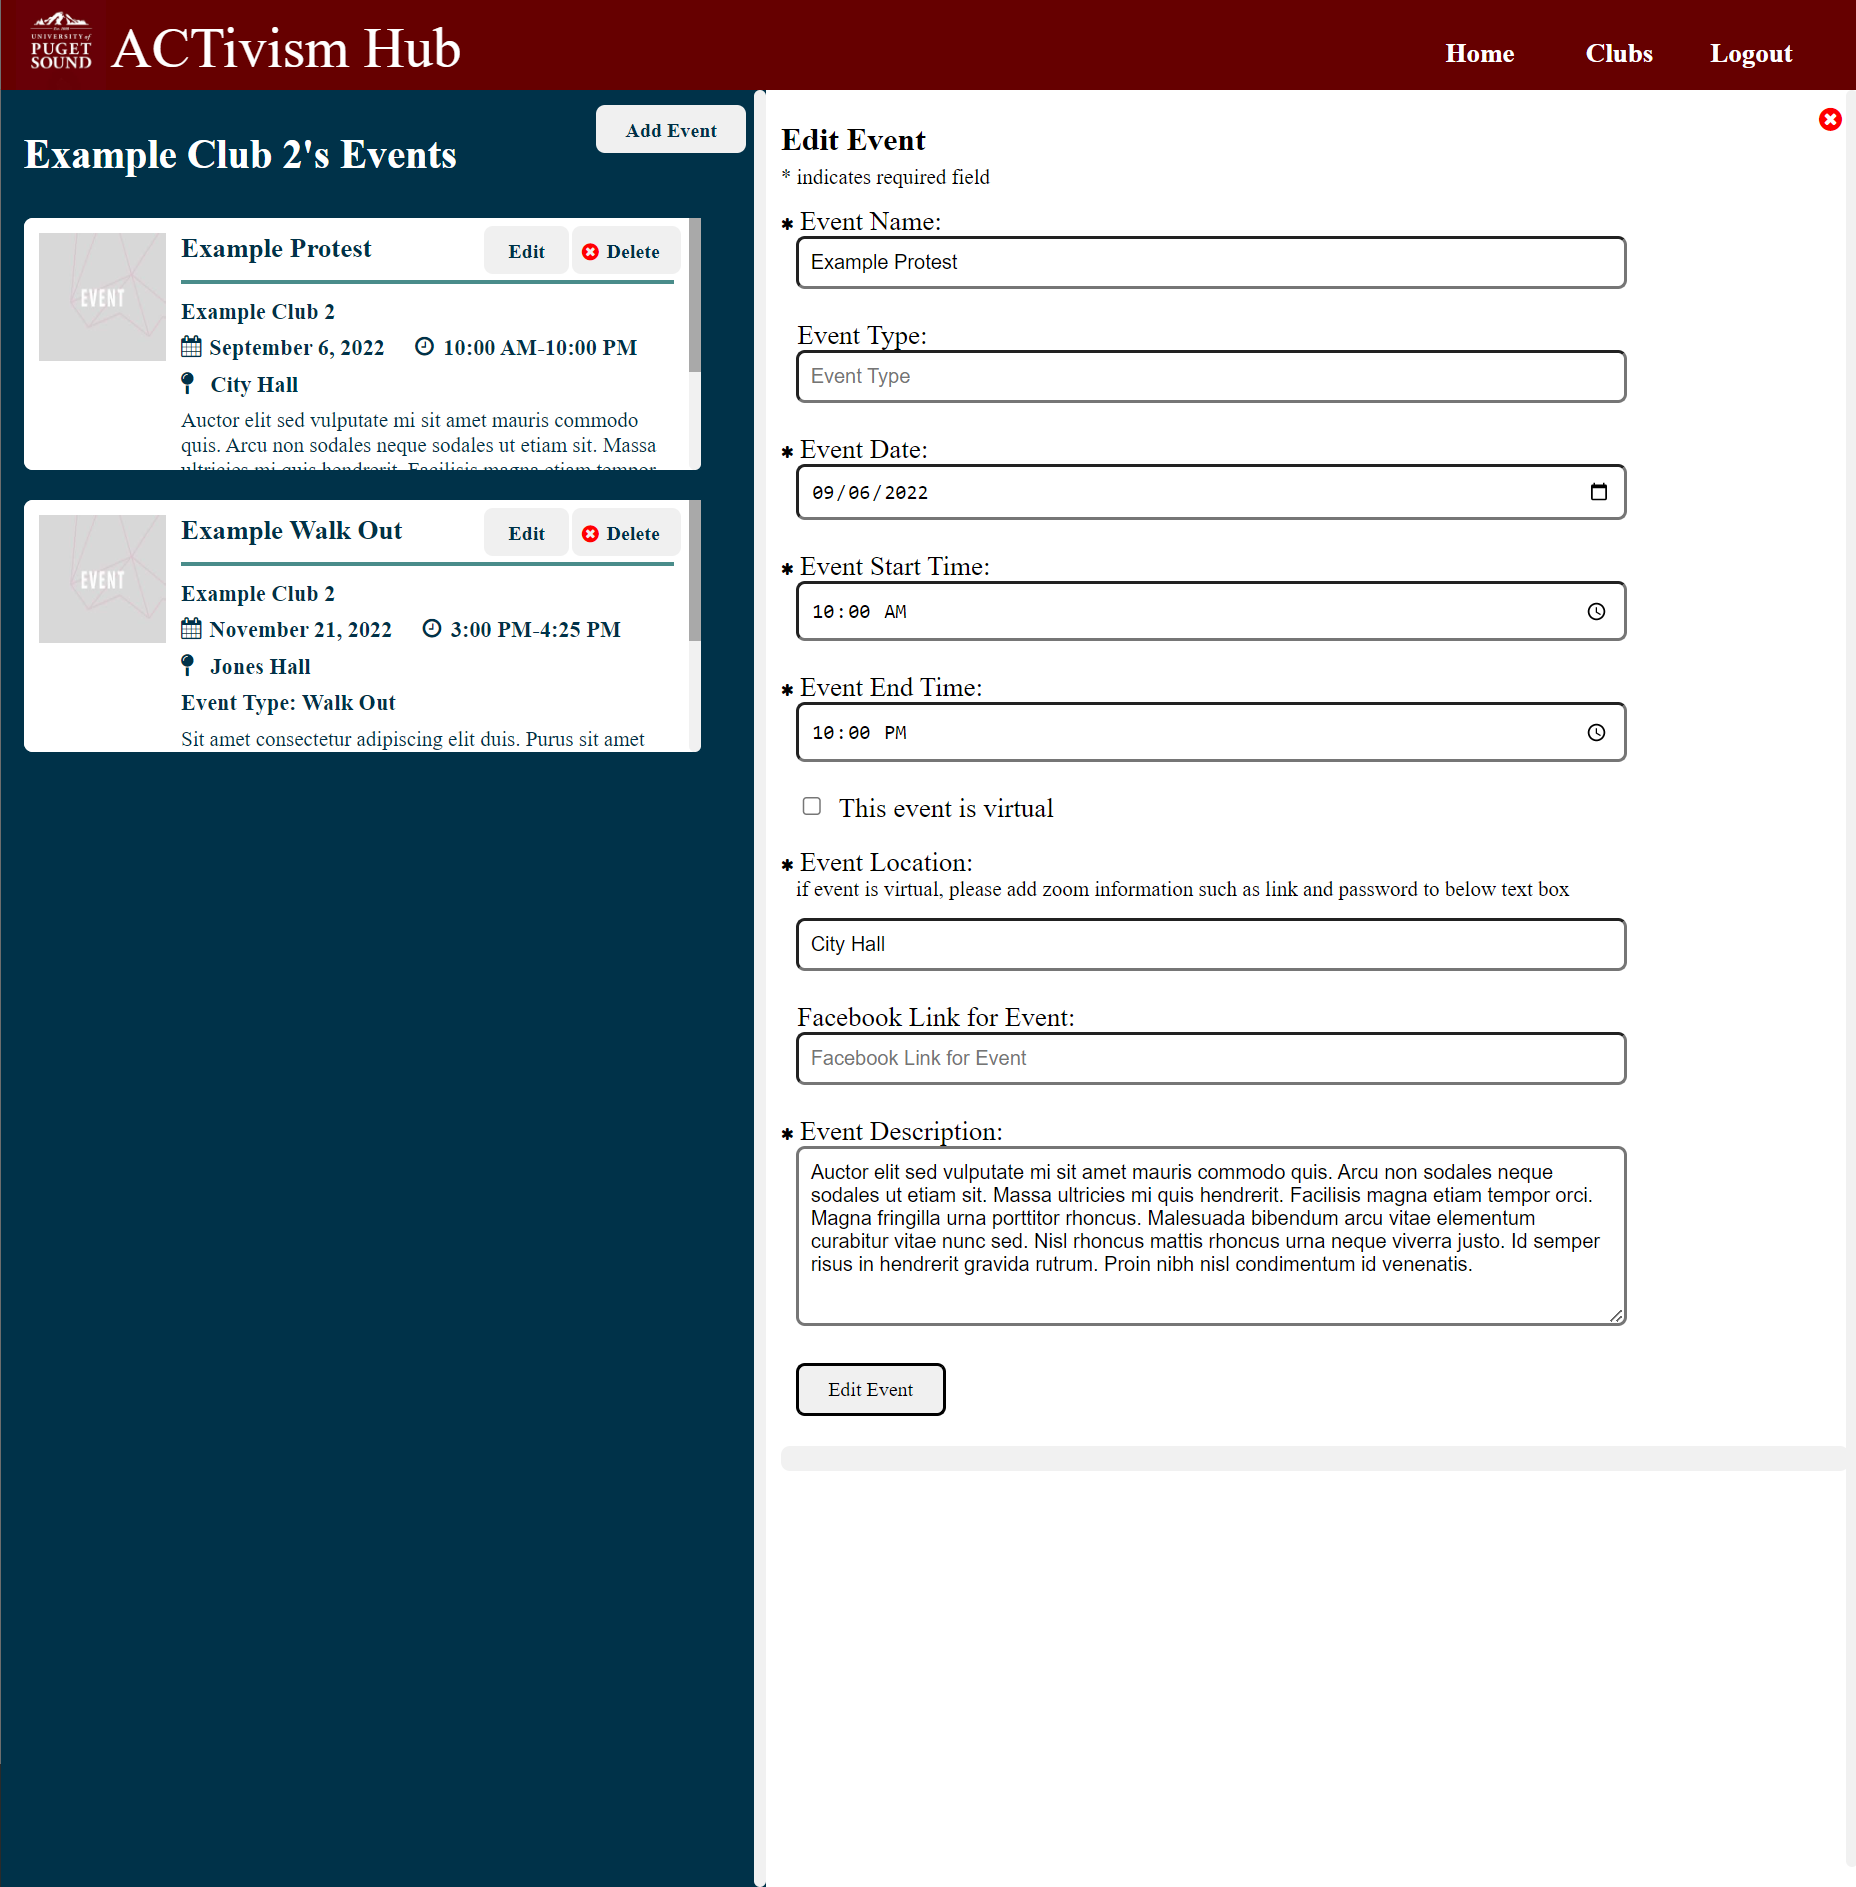 UNIVERSITY of
PUGET
SOUND
ACTivism Hub
Home
Clubs
Logout
Example Club 2's Events
Add Event
EVENT
Example Protest
Edit
Delete
Example Club 2
September 6, 2022
10:00 AM-10:00 PM
City Hall
Auctor elit sed vulputate mi sit amet mauris commodo
quis. Arcu non sodales neque sodales ut etiam sit. Massa
ultricies mi quis hendrerit. Facilisis magna etiam tempor
EVENT
Example Walk Out
Edit
Delete
Example Club 2
November 21, 2022
3:00 PM-4:25 PM
Jones Hall
Event Type: Walk Out
Sit amet consectetur adipiscing elit duis. Purus sit amet
Edit Event
* indicates required field
* Event Name:
Example Protest
Event Type:
Event Type
* Event Date:
09/06/2022
* Event Start Time:
10:00 AM
* Event End Time:
10:00 PM
This event is virtual
* Event Location:
if event is virtual, please add zoom information such as link and password to below text box
City Hall
Facebook Link for Event:
Facebook Link for Event
* Event Description:
Auctor elit sed vulputate mi sit amet mauris commodo quis. Arcu non sodales neque
sodales ut etiam sit. Massa ultricies mi quis hendrerit. Facilisis magna etiam tempor orci.
Magna fringilla urna porttitor rhoncus. Malesuada bibendum arcu vitae elementum
curabitur vitae nunc sed. Nisl rhoncus mattis rhoncus urna neque viverra justo. Id semper
risus in hendrerit gravida rutrum. Proin nibh nisl condimentum id venenatis.
Edit Event